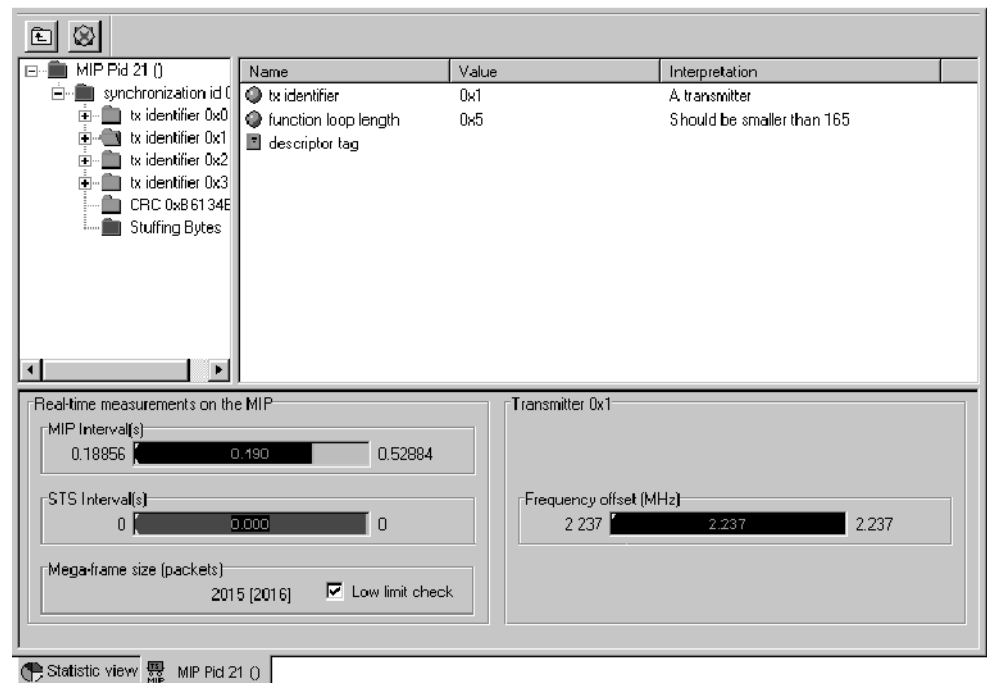 MIP Pid 21 ()
synchronization id 0
tx identifier 0x0
tx identifier 0x1
tx identifier 0x2
tx identifier 0x3
CRC 0xB6134E
Stuffing Bytes
Name Value Interpretation
tx identifier 0x1 A transmitter
function loop length 0x5 Should be smaller than 165
descriptor tag
Real-time measurements on the MIP
MIP Interval(s)
0.18856 0.190 0.52884
STS Interval(s)
0 0.000 0
Mega-frame size (packets)
2015 [2016] Low limit check
Transmitter 0x1
Frequency offset (MHz)
2 237 2.237 2.237
Statistic view TS MIP MIP Pid 21 ()